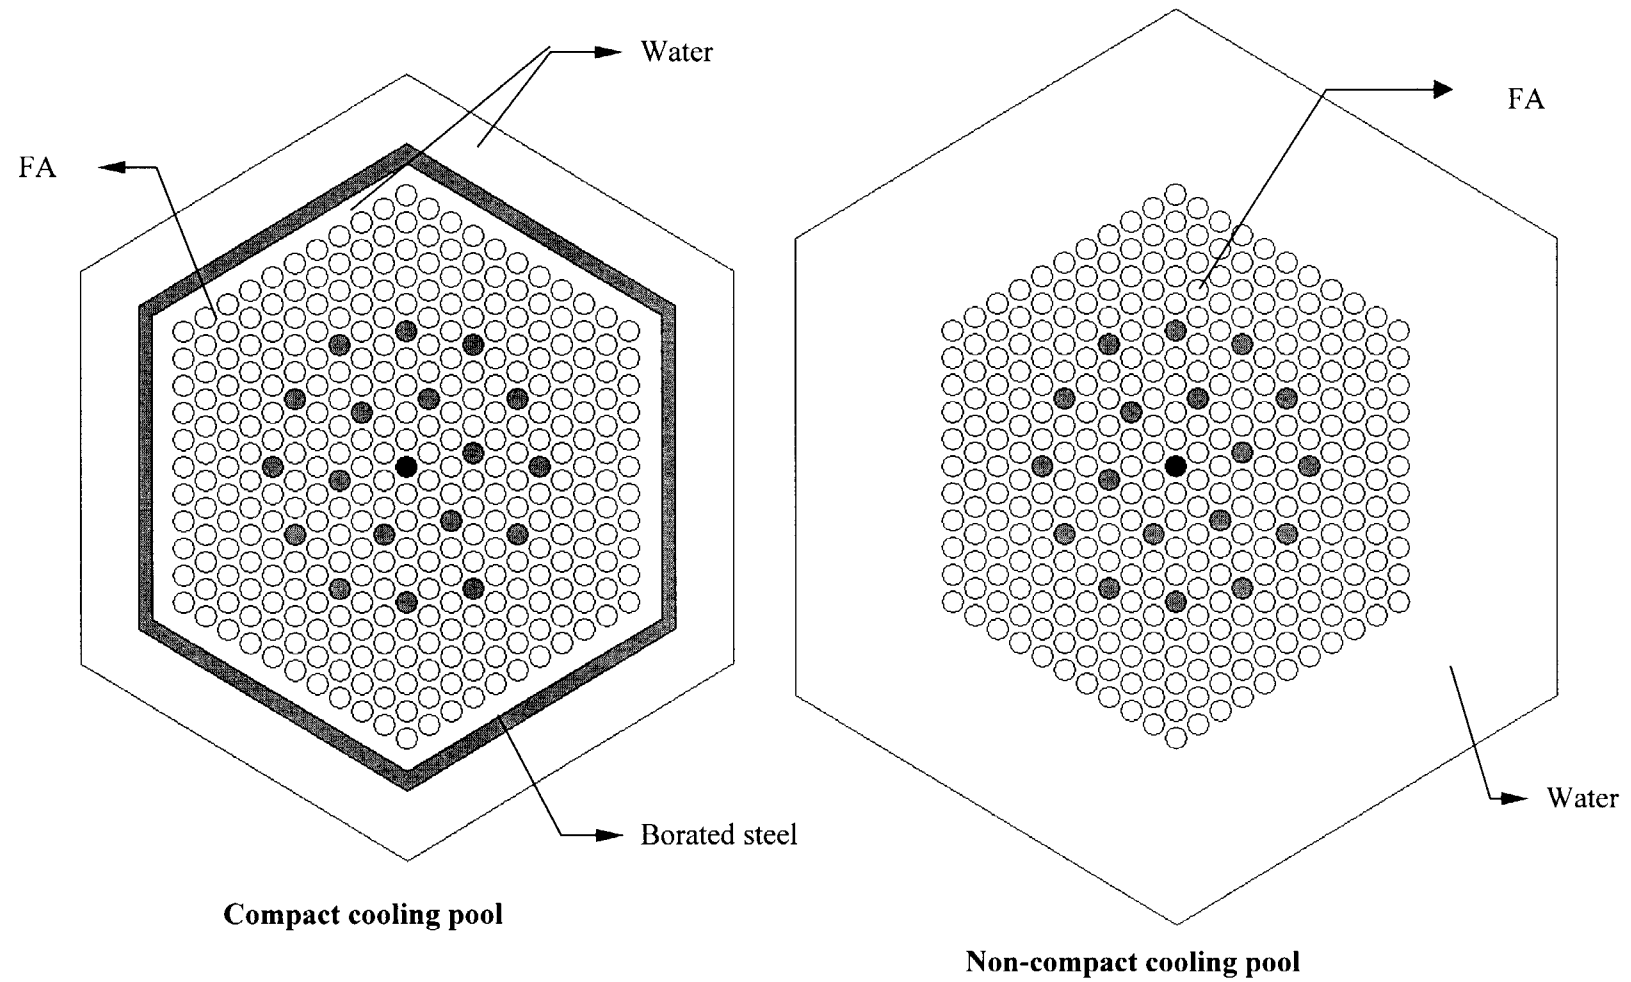 Water
FA
FA
Borated steel
Water
Compact cooling pool
Non-compact cooling pool